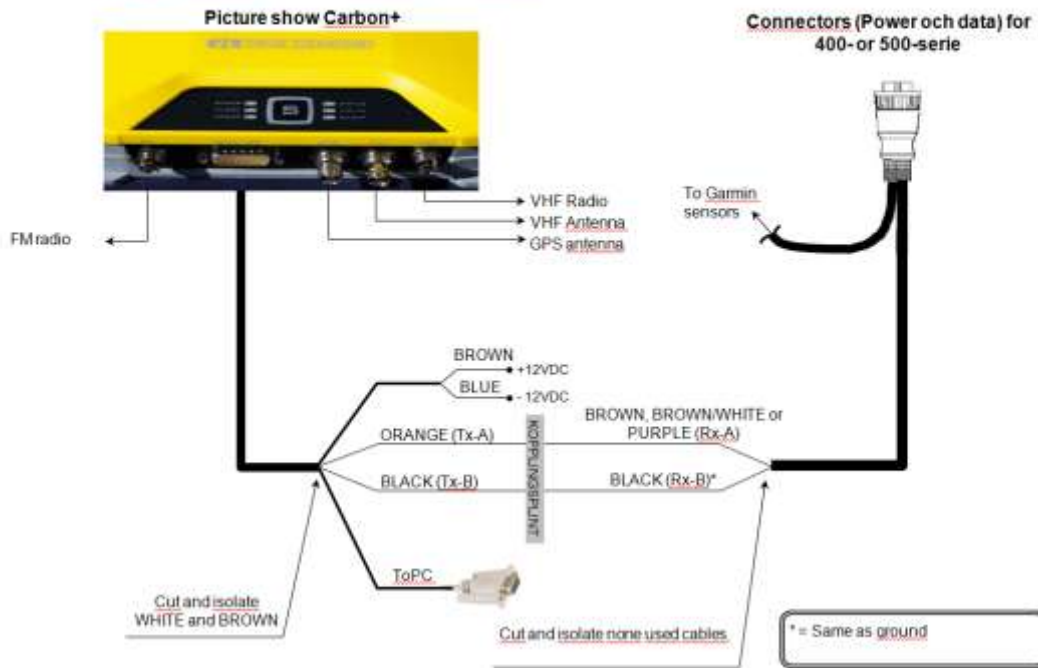 Picture show Carbon+
Connectors (Power och data) for
400- or 500-serie
S
VHF Radio
VHF Antenna
GPS antenna
FM radio
To Garmin
sensors
BROWN
+12VDC
BLUE
- 12VDC
BROWN, BROWN/WHITE or
PURPLE (Rx-A)
ORANGE (Tx-A)
KOPPLINGSPLINT
BLACK (Tx-B)
BLACK (Rx-B)*
ToPC
Cut and isolate
WHITE and BROWN
Cut and isolate none used cables
* = Same as ground